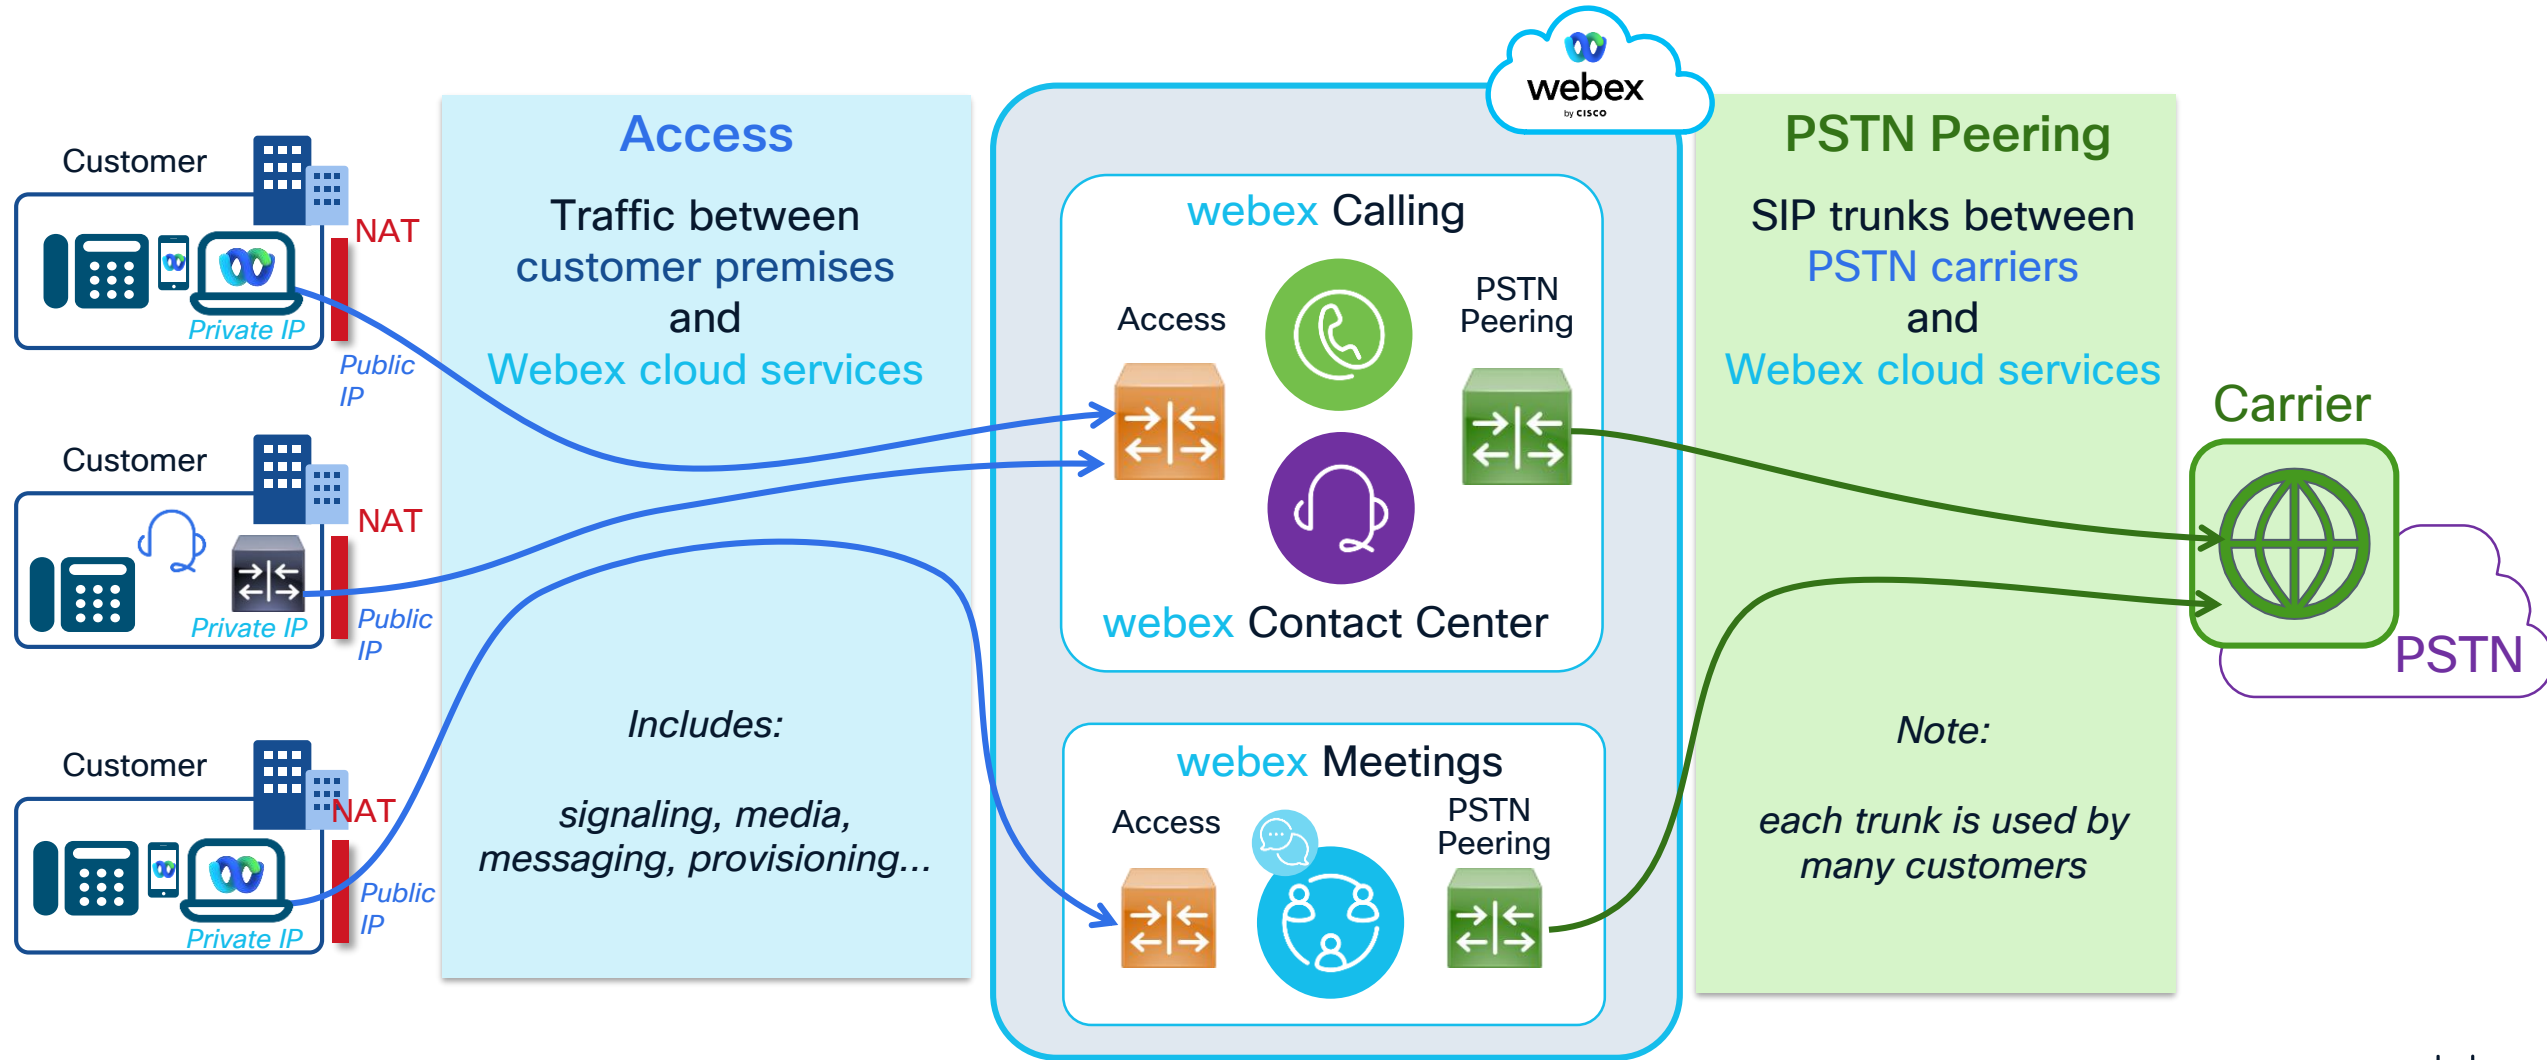 webex
by CISCO
Customer
NAT
Private IP
Public
IP
Customer
NAT
Private IP
Public
IP
Customer
NAT
Private IP
Public
IP
Access
Traffic between
customer premises
and
Webex cloud services
Includes:
signaling, media,
messaging, provisioning...
webex Calling
Access
PSTN
Peering
webex Contact Center
webex Meetings
Access
PSTN
Peering
PSTN Peering
SIP trunks between
PSTN carriers
and
Webex cloud services
Note:
each trunk is used by
many customers
Carrier
PSTN